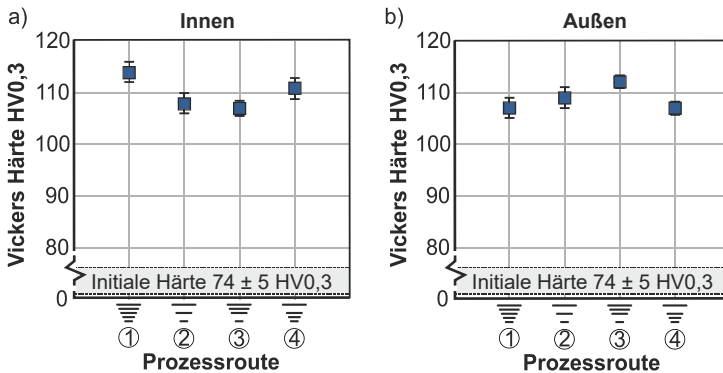 a)
Innen
Vickers Härte HV0,3
120
110
100
90
80
0
Initiale Härte 74 ± 5 HV0,3
① ② ③ ④
Prozessroute
b)
Außen
Vickers Härte HV0,3
120
110
100
90
80
0
Initiale Härte 74 ± 5 HV0,3
① ② ③ ④
Prozessroute